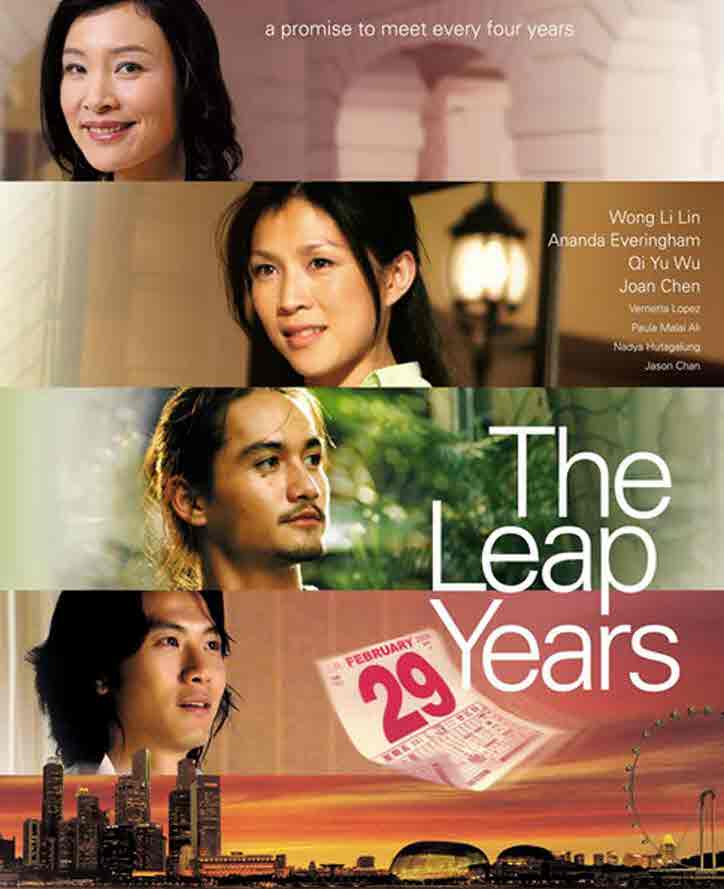 a promise to meet every four years
Wong Li Lin
Ananda Everingham
Qi Yu Wu
Joan Chen
Vernetta Lopez
Paula Malai Ali
Nadya Hutagalung
Jason Chan
The
Leap
Years
FEBRUARY
29